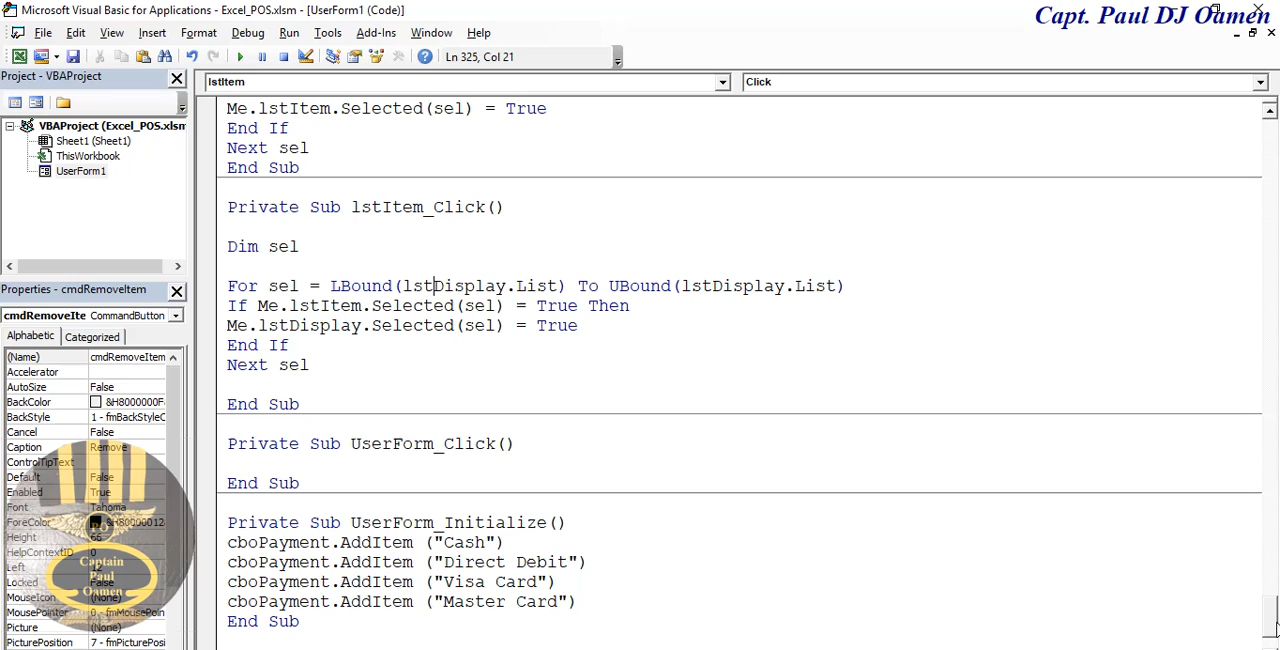 Microsoft Visual Basic for Applications - Excel_POS.xlsm - [UserForm1 (Code)]
Capt. Paul DJ Oamen
File Edit View Insert Format Debug Run Tools Add-Ins Window Help
Ln 325, Col 21
Project - VBAProject
lstItem
Click
VBAProject (Excel_POS.xlsm
Sheet1 (Sheet1)
ThisWorkbook
UserForm1
Properties - cmdRemoveItem
cmdRemoveIte CommandButton
Alphabetic Categorized
(Name) cmdRemoveItem
Accelerator
AutoSize False
BackColor &H8000000F
BackStyle 1 - fmBackStyleO
Cancel False
Caption Remove
ControlTipText
Default False
Enabled True
Font Tahoma
ForeColor &H80000012
Height 66
HelpContextID 0
Left 12
Locked False
MouseIcon (None)
MousePointer 0 - fmMousePoin
Picture (None)
PicturePosition 7 - fmPicturePosi
Captain
Paul
Oamen
Me.lstItem.Selected(sel) = True
End If
Next sel
End Sub
Private Sub lstItem_Click()
Dim sel
For sel = LBound(lstDisplay.List) To UBound(lstDisplay.List)
If Me.lstItem.Selected(sel) = True Then
Me.lstDisplay.Selected(sel) = True
End If
Next sel
End Sub
Private Sub UserForm_Click()
End Sub
Private Sub UserForm_Initialize()
cboPayment.AddItem ("Cash")
cboPayment.AddItem ("Direct Debit")
cboPayment.AddItem ("Visa Card")
cboPayment.AddItem ("Master Card")
End Sub